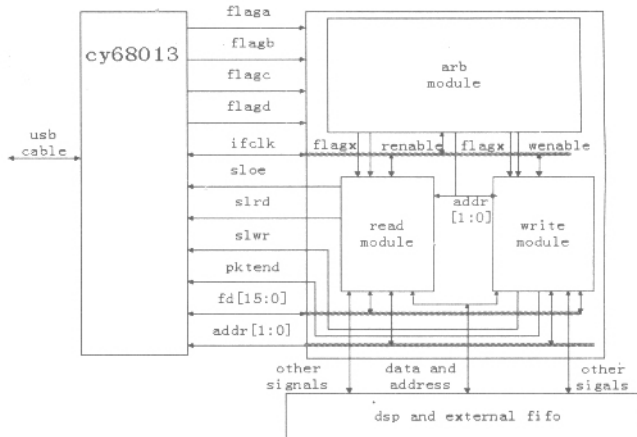 flaga
cy68013
flagb
arb
module
flagc
flagd
usb
cable
ifclk
flagx
renable
flagx
wenable
sloe
slrd
read
module
addr
[1:0]
write
module
slwr
pktend
fd[15:0]
addr[1:0]
other
signals
data and
address
other
sigals
dsp and external fifo